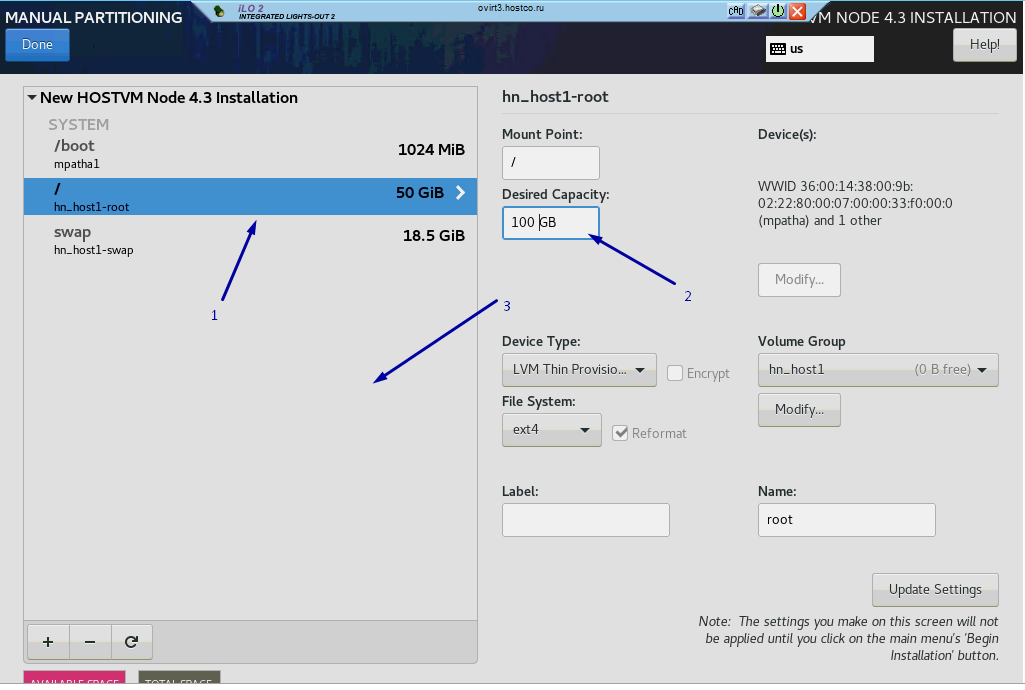 MANUAL PARTITIONING
iLO 2
INTEGRATED LIGHTS-OUT 2
ovirt3.hostco.ru
CAD
VM NODE 4.3 INSTALLATION
Done
us
Help!
New HOSTVM Node 4.3 Installation
SYSTEM
/boot
1024 MiB
mpatha1
/
50 GiB
hn_host1-root
swap
18.5 GiB
hn_host1-swap
1
3
2
hn_host1-root
Mount Point:
/
Desired Capacity:
100 GB
Device(s):
WWID 36:00:14:38:00:9b:
02:22:80:00:07:00:00:33:f0:00:0
(mpatha) and 1 other
Modify...
Device Type:
LVM Thin Provisio...
Encrypt
Volume Group
hn_host1 (0 B free)
Modify...
File System:
ext4
Reformat
Label:
Name:
root
Update Settings
Note: The settings you make on this screen will not
be applied until you click on the main menu's 'Begin
Installation' button.
+ −
AVAILABLE SPACE
TOTAL SPACE